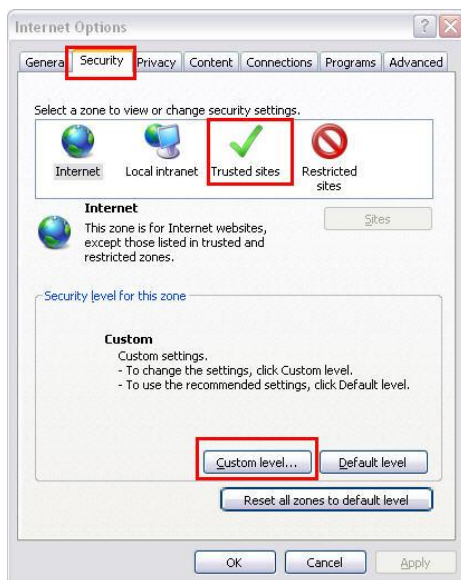 Internet Options
General Security Privacy Content Connections Programs Advanced
Select a zone to view or change security settings.
Internet Local intranet Trusted sites Restricted
sites
Internet
Sites
This zone is for Internet websites,
except those listed in trusted and
restricted zones.
Security level for this zone
Custom
Custom settings.
- To change the settings, click Custom level.
- To use the recommended settings, click Default level.
Custom level... Default level
Reset all zones to default level
OK Cancel Apply